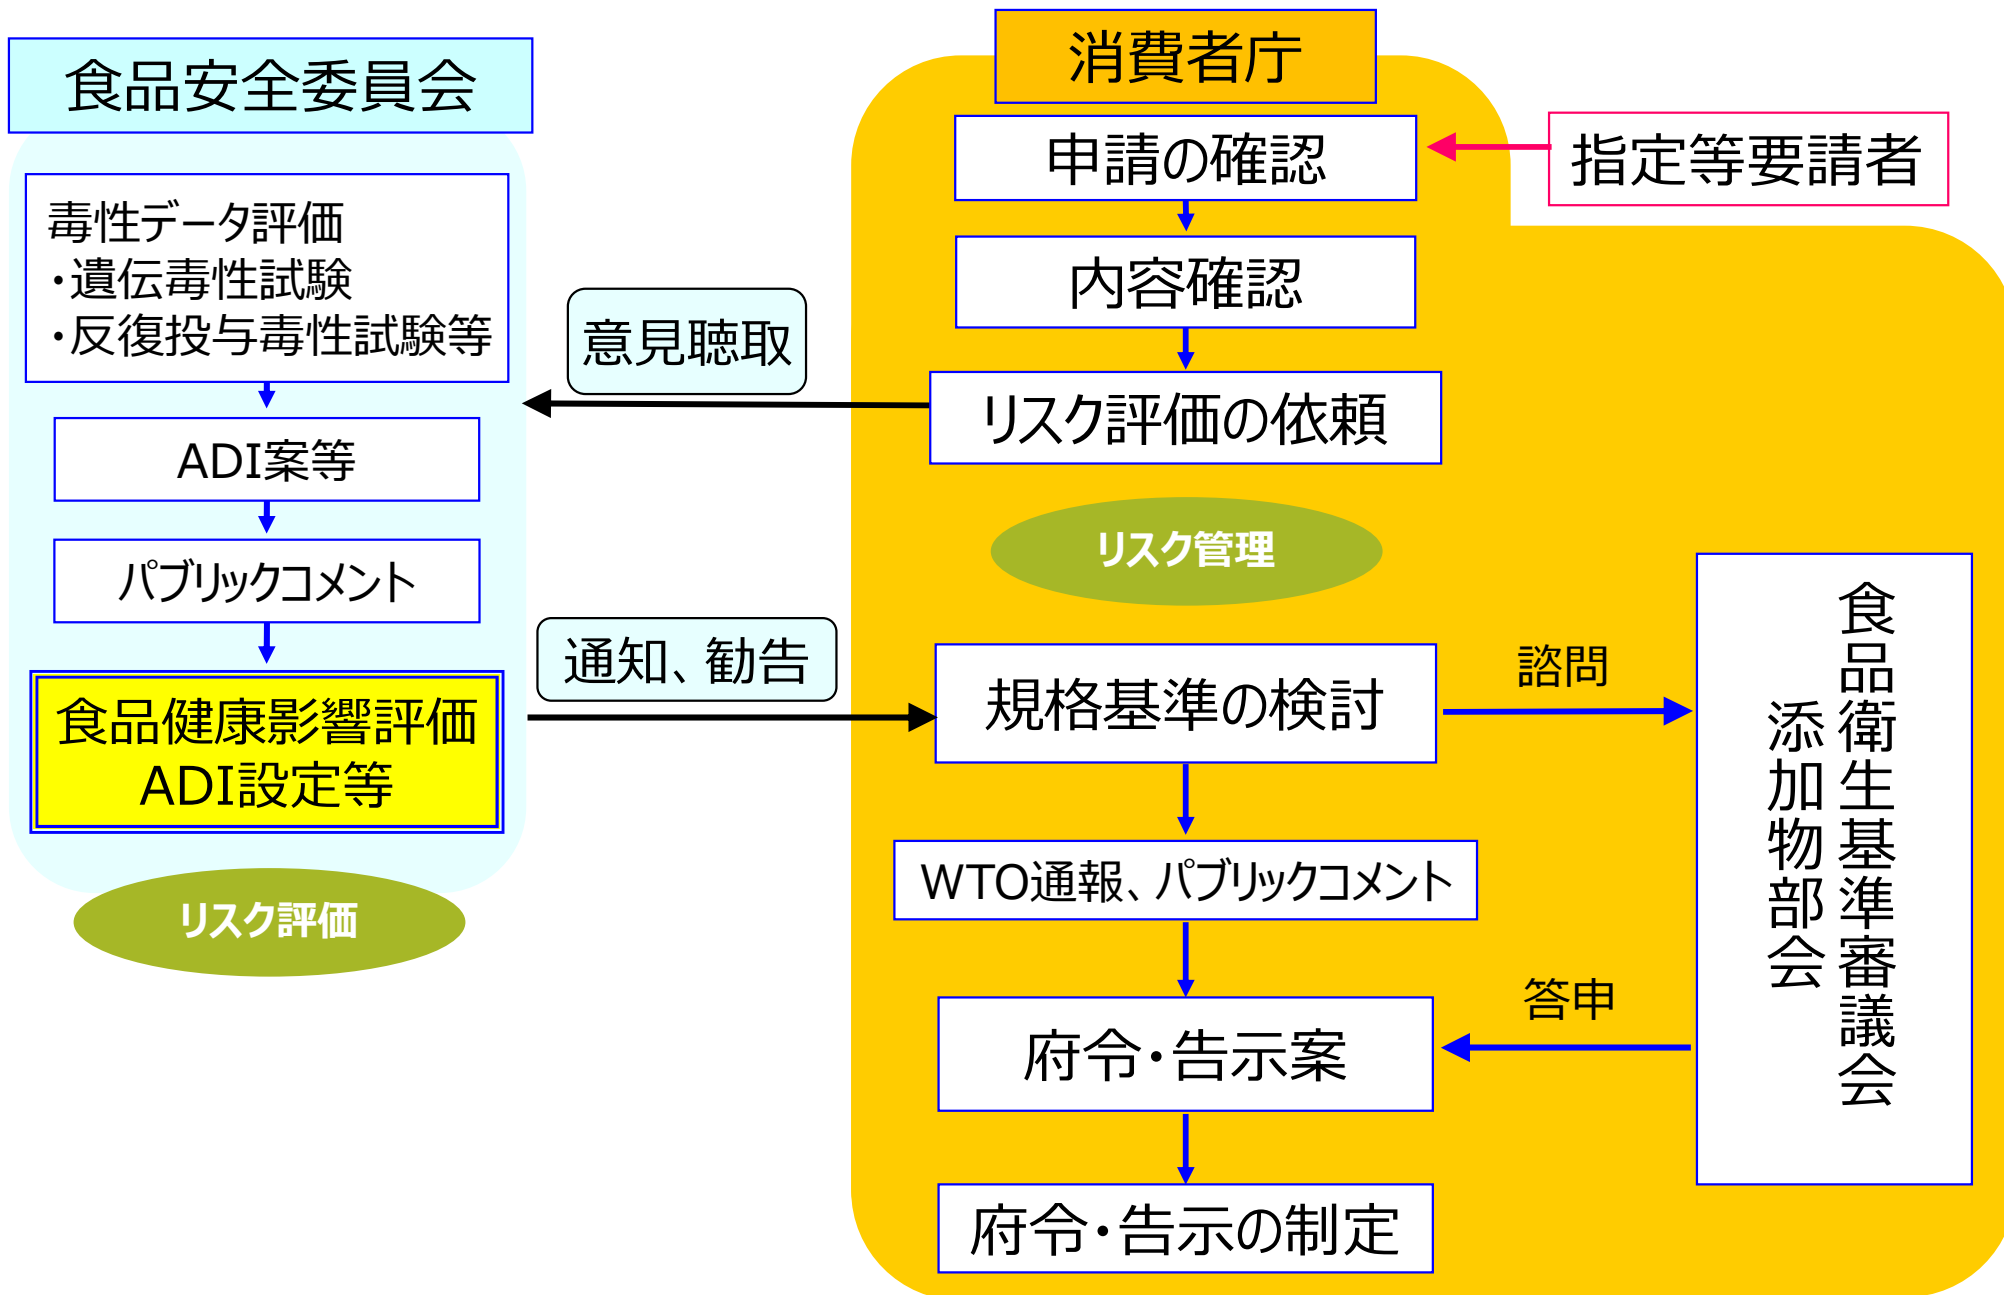 食品安全委員会
毒性データ評価
・遺伝毒性試験
・反復投与毒性試験等
ADI案等
パブリックコメント
食品健康影響評価
ADI設定等
リスク評価
意見聴取
通知、勧告
消費者庁
指定等要請者
申請の確認
内容確認
リスク評価の依頼
リスク管理
規格基準の検討
諮問
食品衛生基準審議会
添加物部会
WTO通報、パブリックコメント
答申
府令・告示案
府令・告示の制定